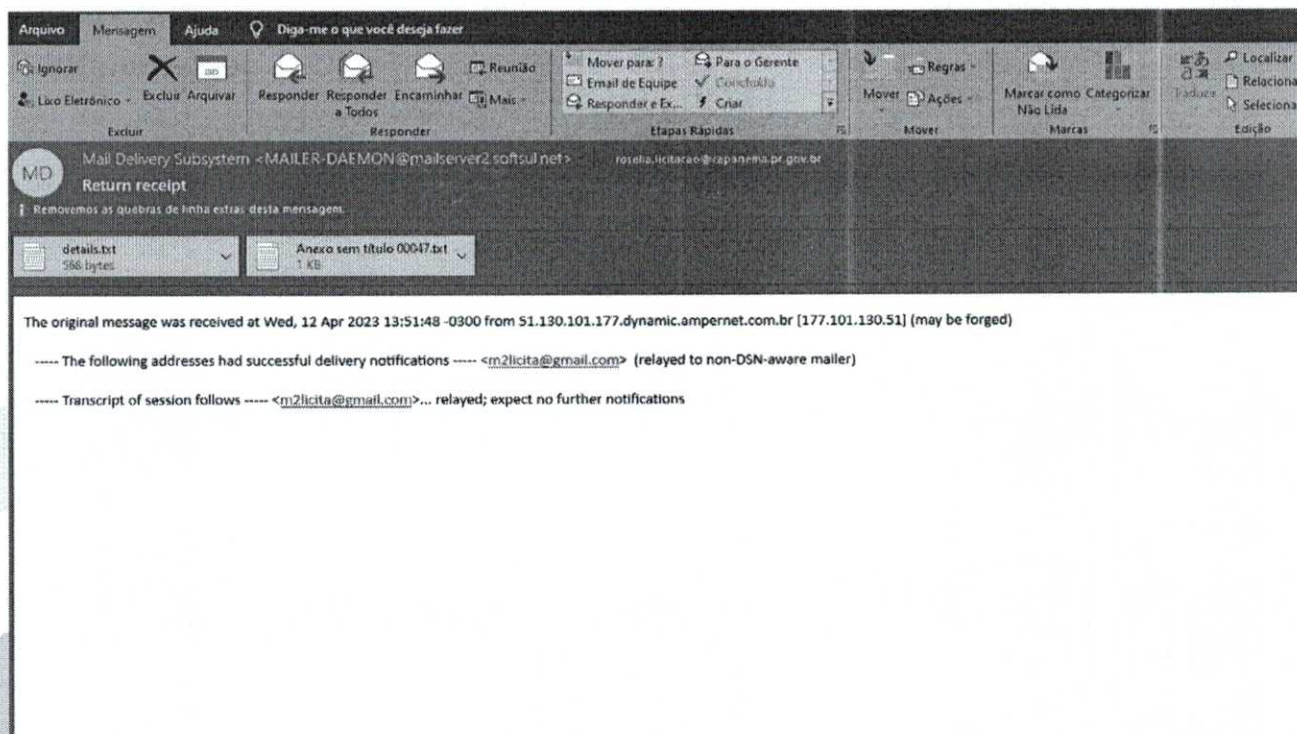 Arquivo Mensagem Ajuda Diga-me o que você deseja fazer
Ignorar
Lixo Eletrônico
Excluir Arquivar
Excluir
Responder Responder a Todos Encaminhar
Reunião
Mais
Responder
Mover para: ? Para o Gerente
Email de Equipe Concluído
Responder e Ex... Criar
Etapas Rápidas
Mover
Regras
Ações
Mover
Marcar como Não Lida Categorizar
Marcas
Traduzir
Localizar
Relaciona
Seleciona
Edição
MD
Mail Delivery Subsystem <MAILER-DAEMON@mailserver2.softsul.net> roselia.licitacao@capanema.pr.gov.br
Return receipt
Removemos as quebras de linha extras desta mensagem.
details.txt
566 bytes
Anexo sem título 00047.txt
1 KB
The original message was received at Wed, 12 Apr 2023 13:51:48 -0300 from 51.130.101.177.dynamic.ampernet.com.br [177.101.130.51] (may be forged)
----- The following addresses had successful delivery notifications ----- <m2licita@gmail.com> (relayed to non-DSN-aware mailer)
----- Transcript of session follows ----- <m2licita@gmail.com>... relayed; expect no further notifications